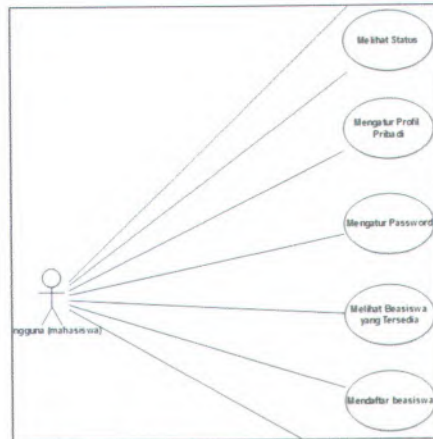 Melihat Status
Mengatur Profil
Pribadi
Mengatur Password
Melihat Beasiswa
yang Tersedia
ngguna (mahasiswa)
Mendaftar beasiswa